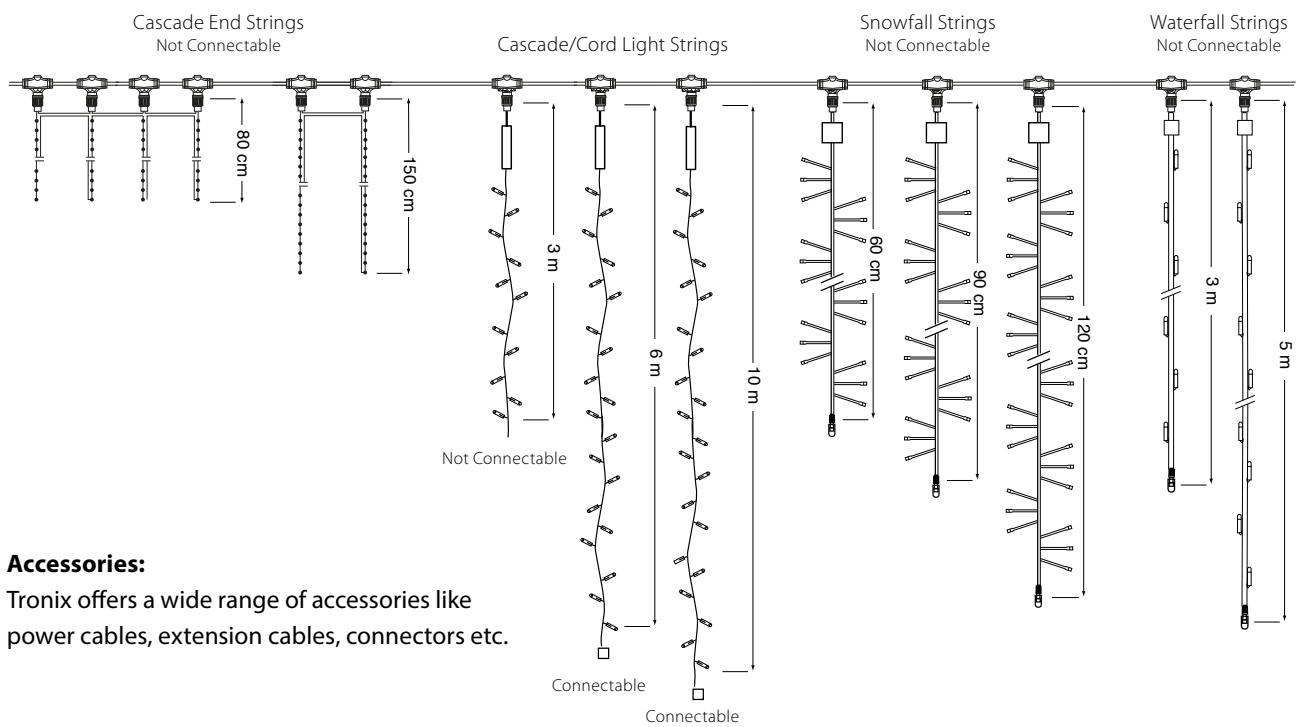 Cascade End Strings
Not Connectable
Cascade/Cord Light Strings
Snowfall Strings
Not Connectable
Waterfall Strings
Not Connectable
80 cm
150 cm
3 m
6 m
10 m
60 cm
90 cm
120 cm
3 m
5 m
Not Connectable
Connectable
Connectable
Accessories:
Tronix offers a wide range of accessories like
power cables, extension cables, connectors etc.